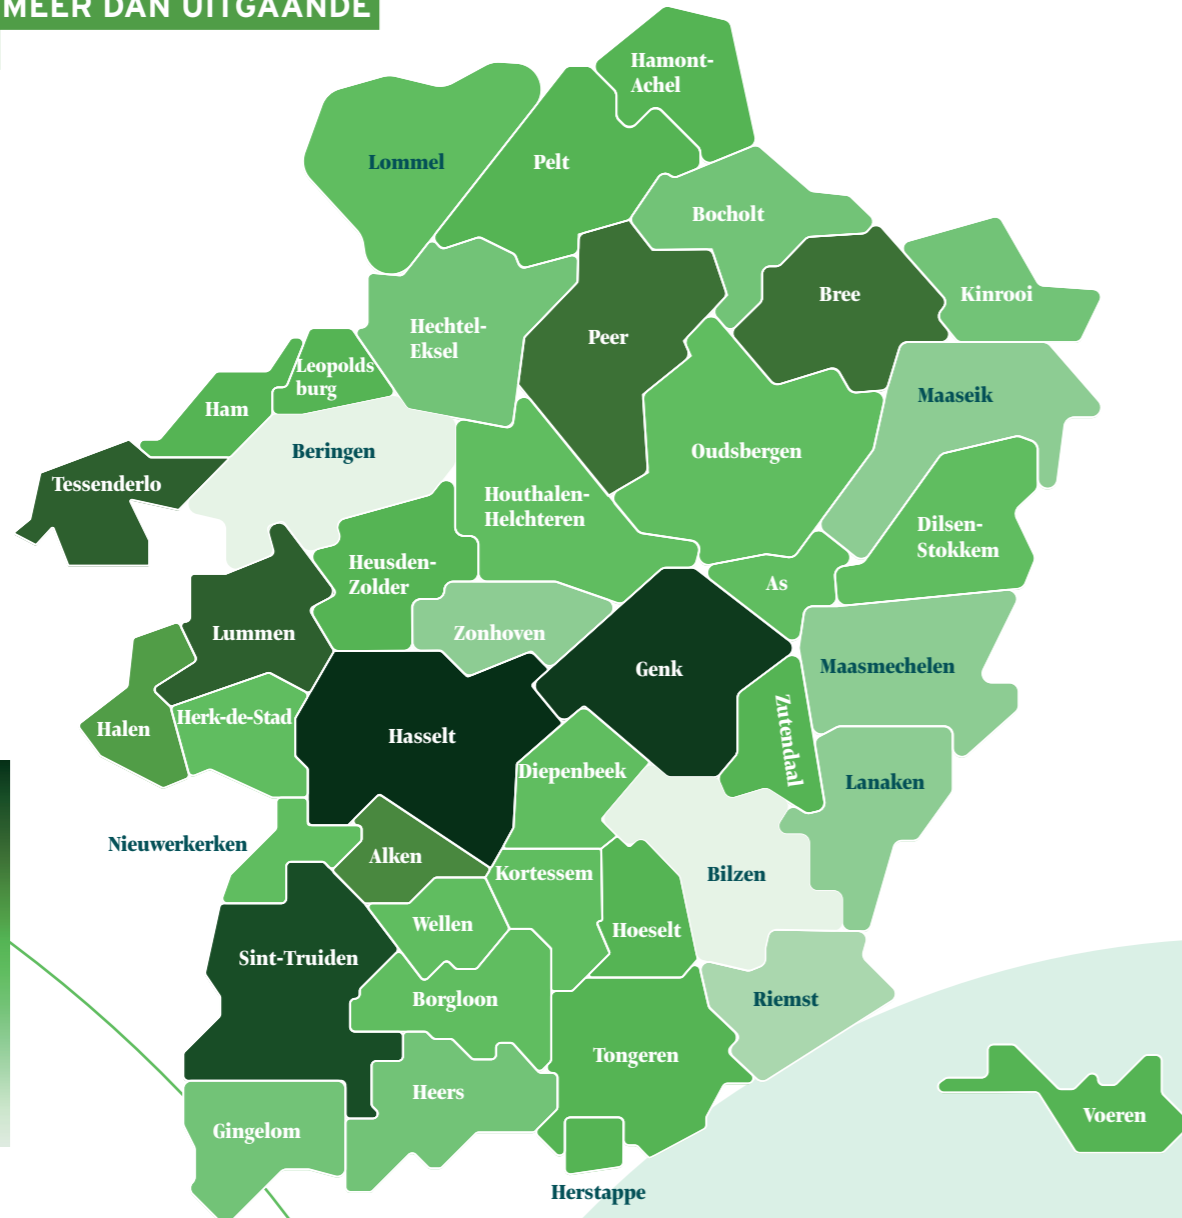 MEER DAN UITGAANDE
Hamont-
Achel
Lommel
Pelt
Bocholt
Bree
Kinrooi
Hechtel-
Eksel
Peer
Leopolds
burg
Ham
Maaseik
Beringen
Oudsbergen
Tessenderlo
Houthalen-
Helchteren
Dilsen-
Stokkem
Heusden-
Zolder
As
Lummen
Zonhoven
Maasmechelen
Genk
Halen
Herk-de-Stad
Hasselt
Zutendaal
Diepenbeek
Lanaken
Nieuwerkerken
Alken
Kortessem
Bilzen
Wellen
Hoeselt
Sint-Truiden
Borgloon
Riemst
Tongeren
Heers
Voeren
Gingelom
Herstappe